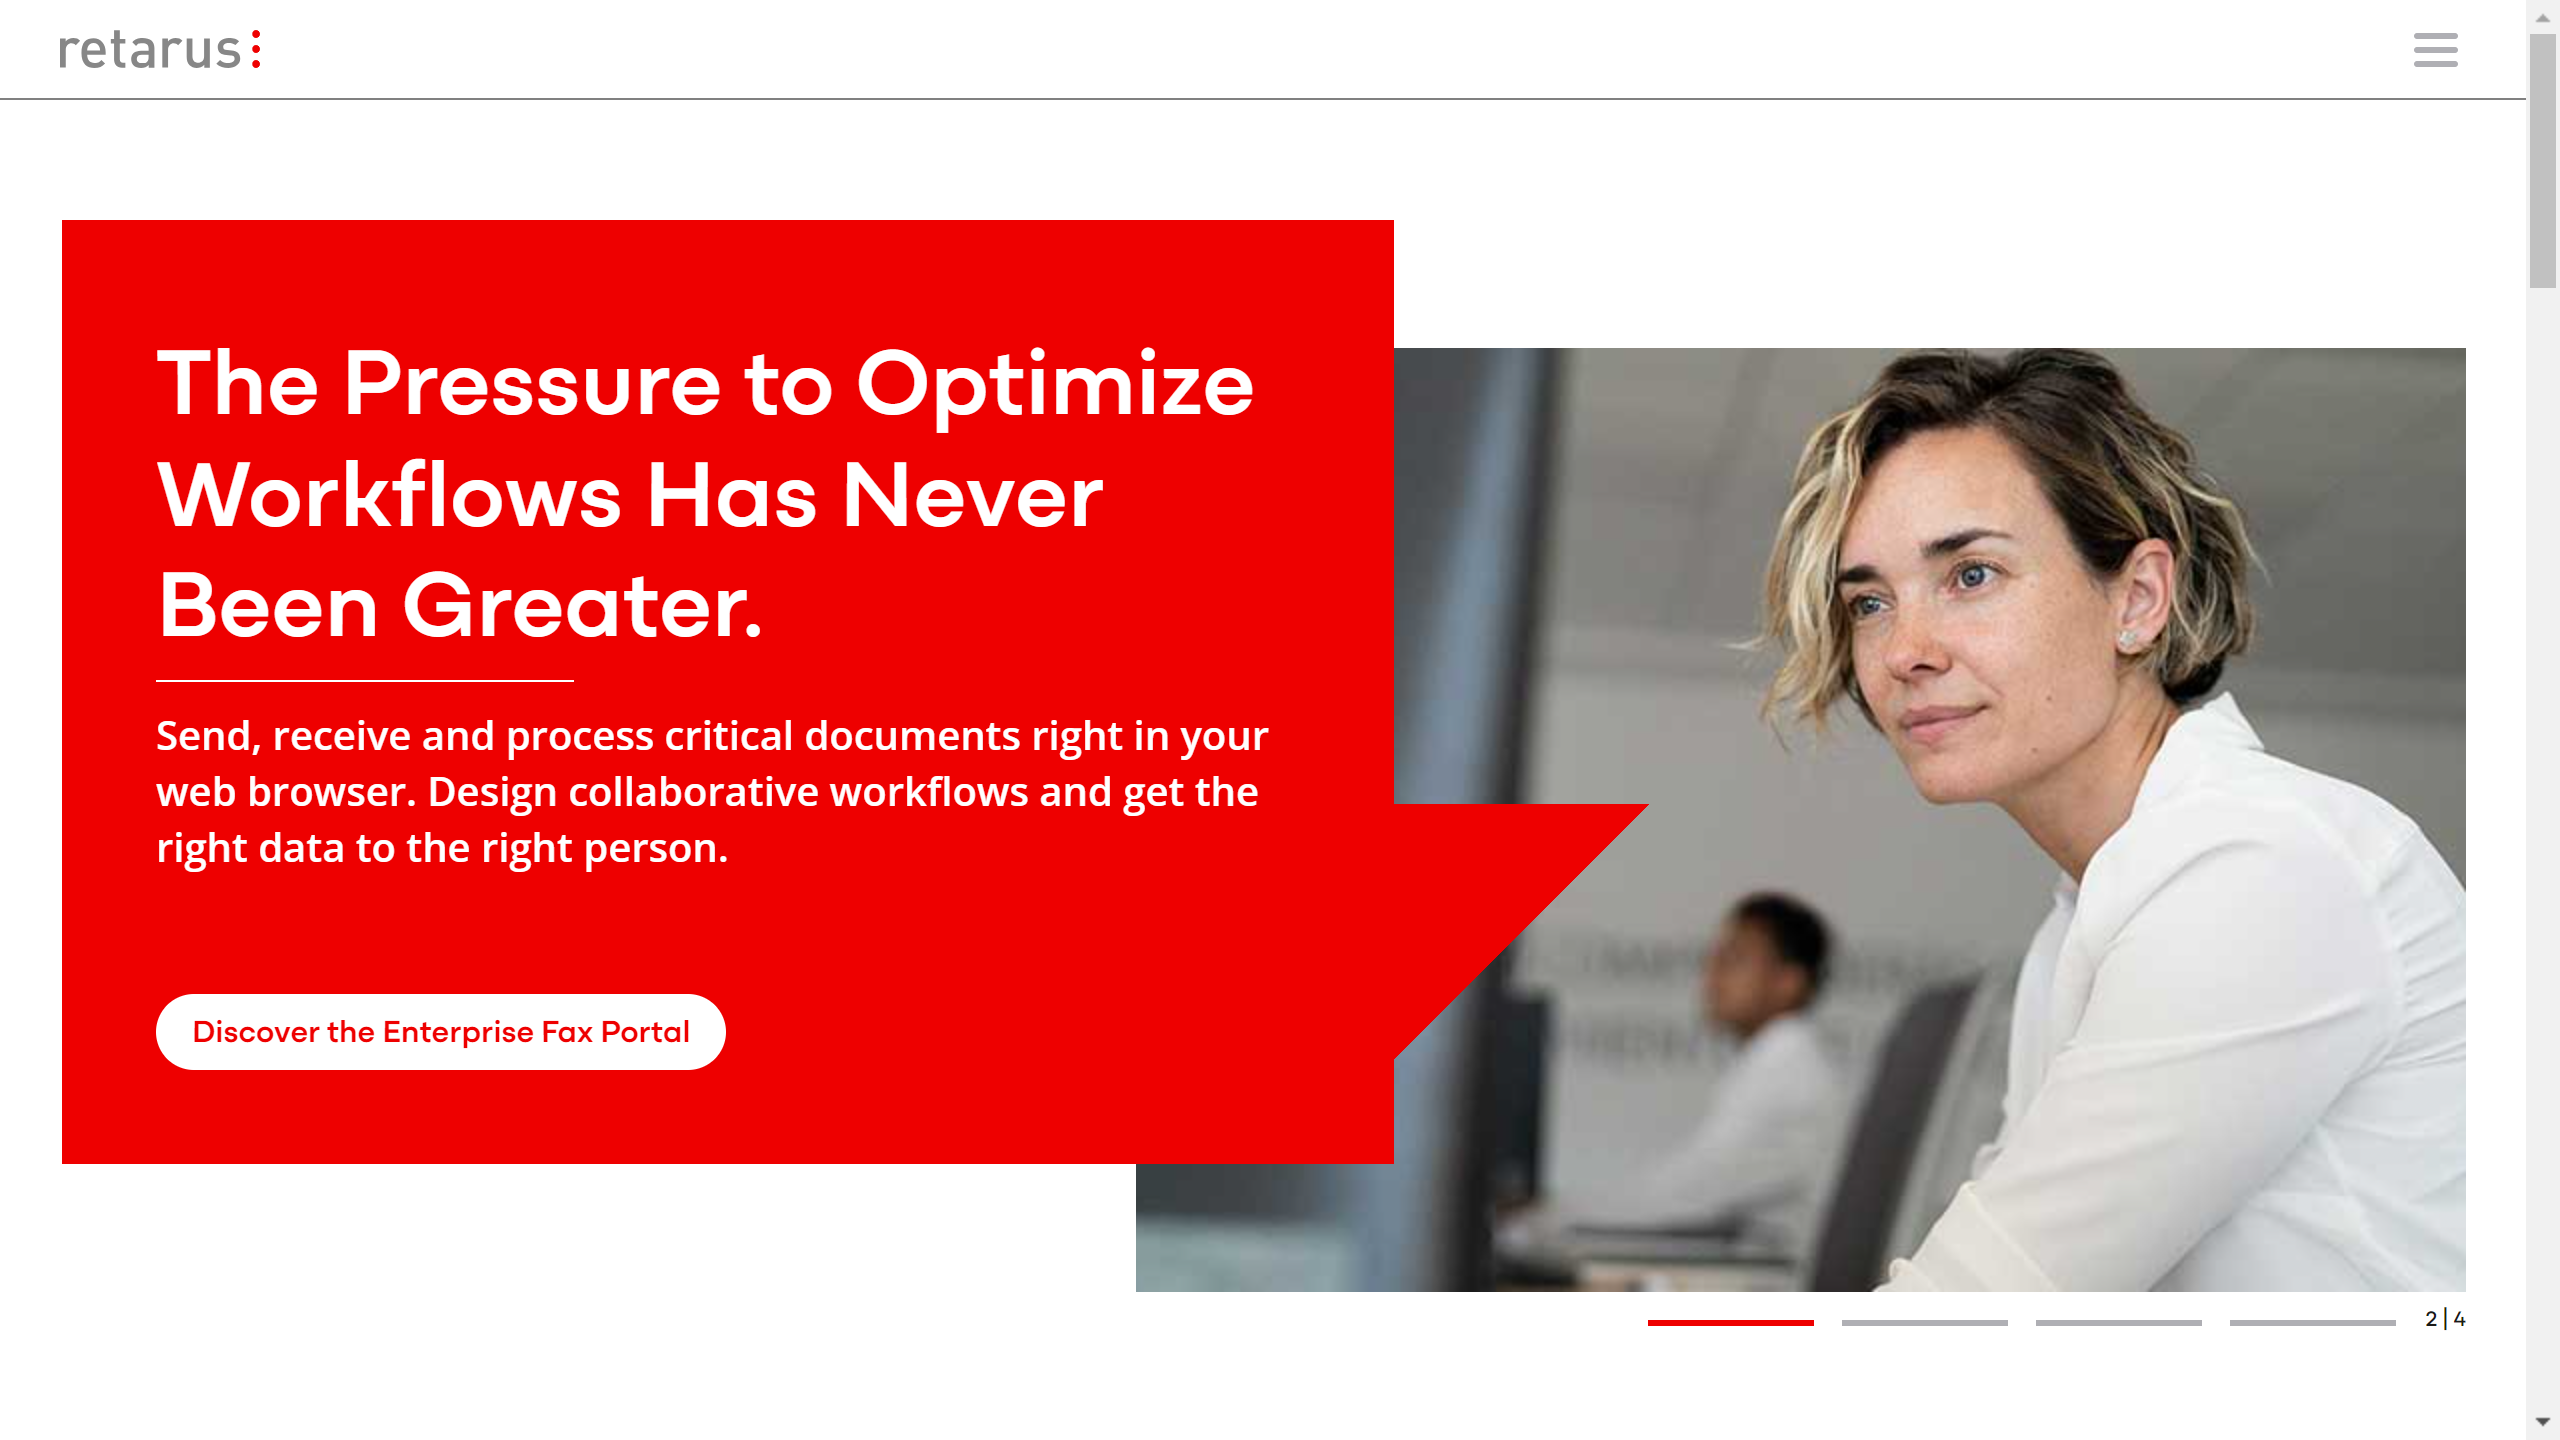 retarus
The Pressure to Optimize
Workflows Has Never
Been Greater.
Send, receive and process critical documents right in your
web browser. Design collaborative workflows and get the
right data to the right person.
Discover the Enterprise Fax Portal
2 | 4